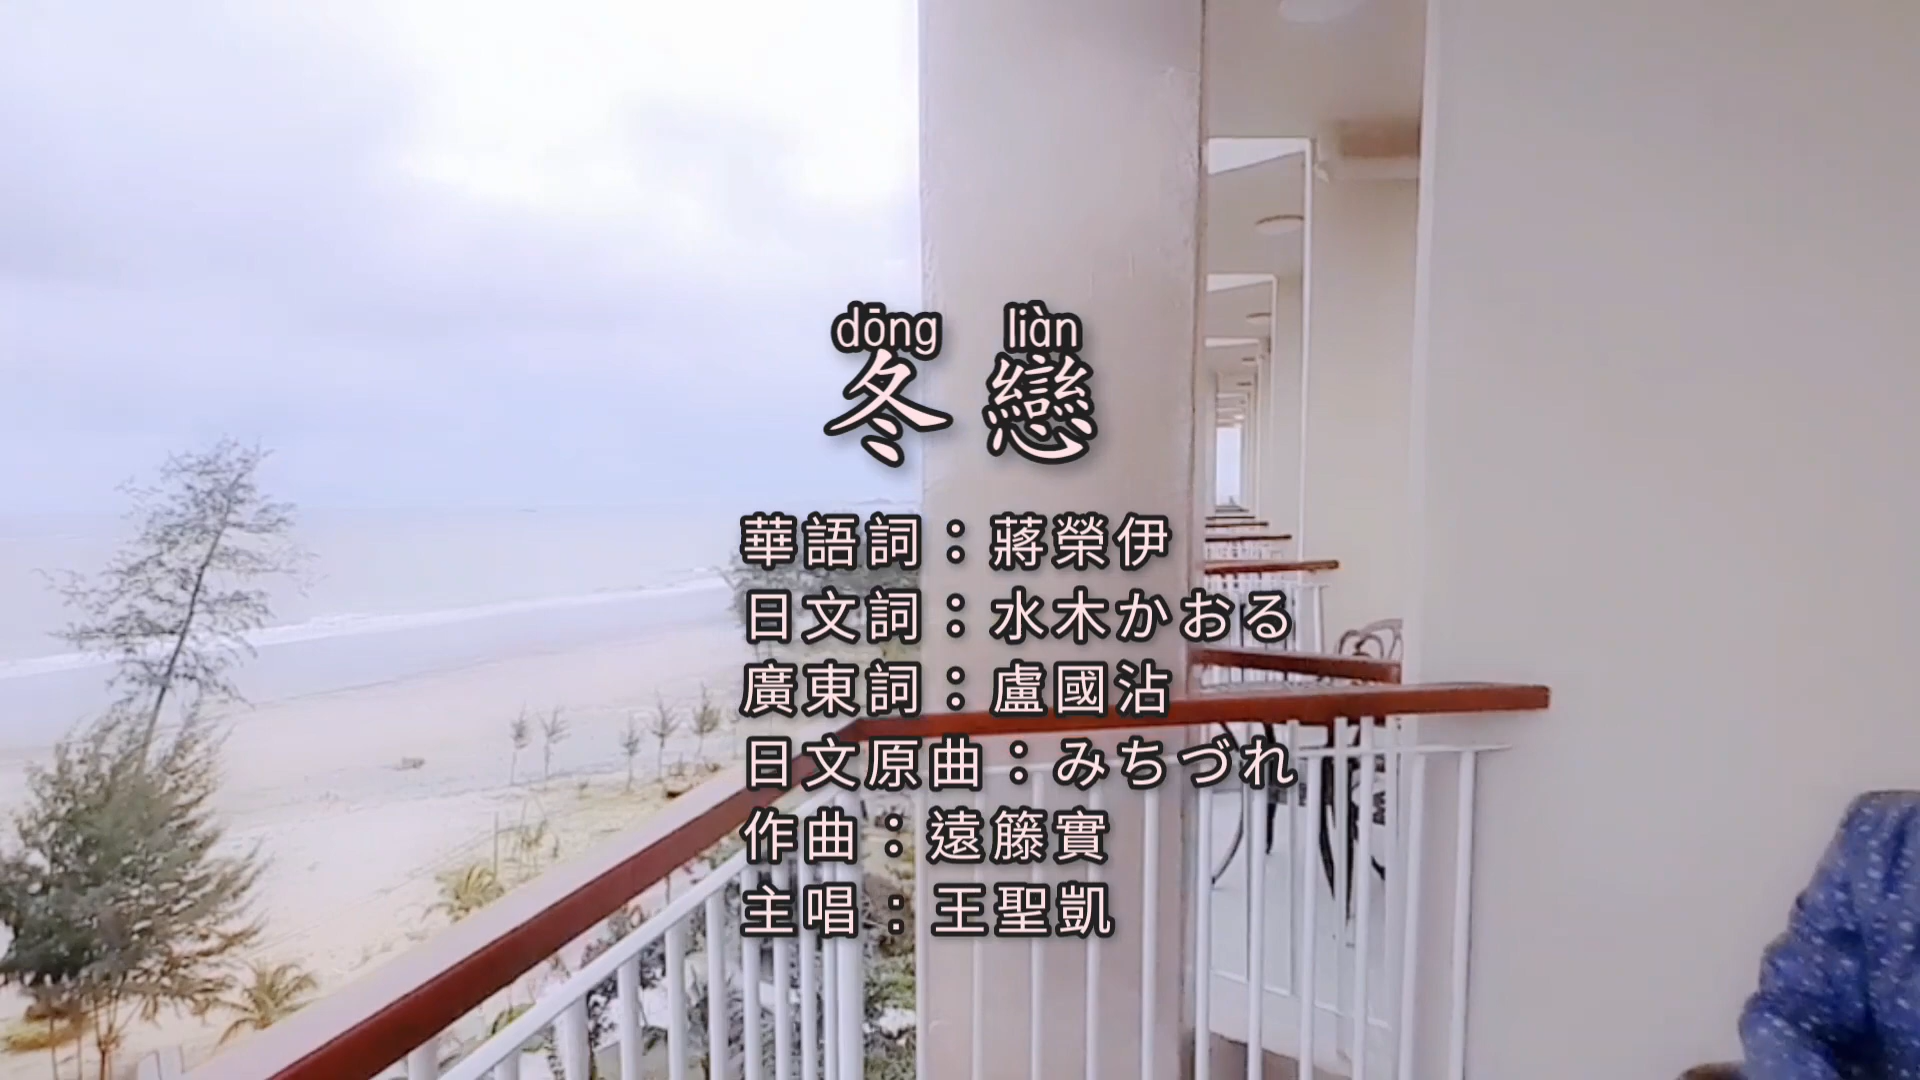 dōng liàn
冬戀
華語詞：蔣榮伊
日文詞：水木かおる
廣東詞：盧國沾
日文原曲：みちづれ
作曲：遠籐實
主唱：王聖凱